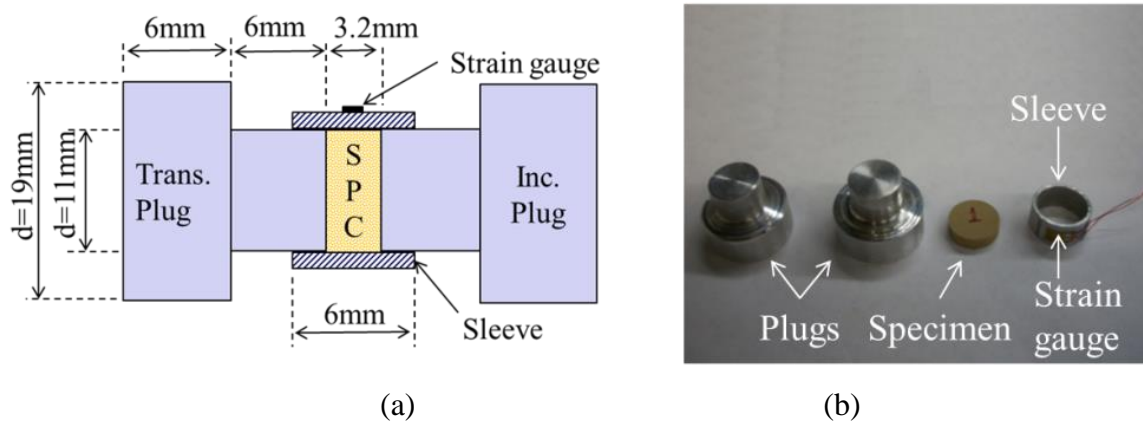 6mm 6mm 3.2mm
Strain gauge
d=19mm
d=11mm
Trans.
Plug
S
P
C
Inc.
Plug
6mm
Sleeve
(a)
Sleeve
1
Plugs
Specimen
Strain
gauge
(b)